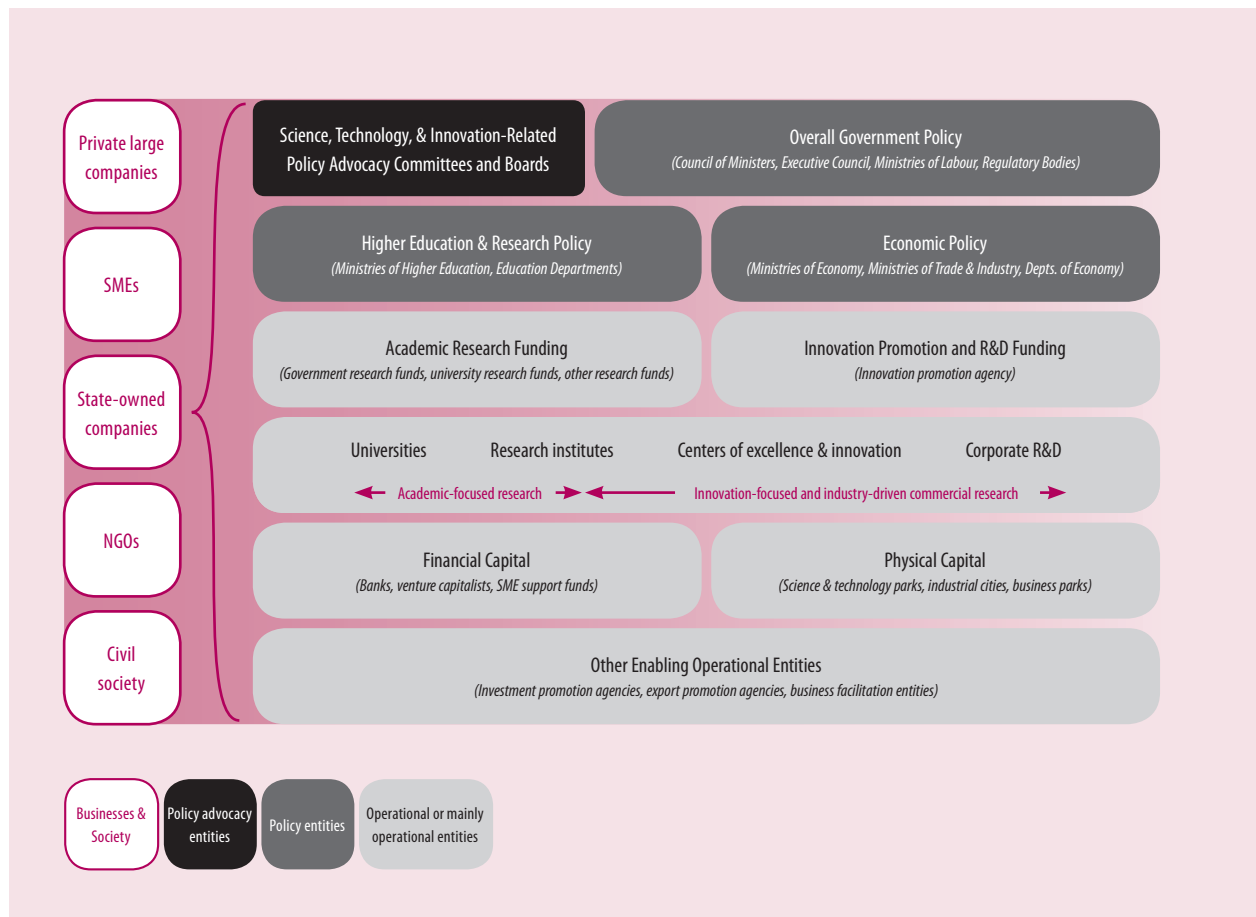 Private large
companies
SMEs
State-owned
companies
NGOs
Civil
society
Science, Technology, & Innovation-Related
Policy Advocacy Committees and Boards
Overall Government Policy
(Council of Ministers, Executive Council, Ministries of Labour, Regulatory Bodies)
Higher Education & Research Policy
(Ministries of Higher Education, Education Departments)
Economic Policy
(Ministries of Economy, Ministries of Trade & Industry, Depts. of Economy)
Academic Research Funding
(Government research funds, university research funds, other research funds)
Innovation Promotion and R&D Funding
(Innovation promotion agency)
Universities
Research institutes
Centers of excellence & innovation
Corporate R&D
Academic-focused research
Innovation-focused and industry-driven commercial research
Financial Capital
(Banks, venture capitalists, SME support funds)
Physical Capital
(Science & technology parks, industrial cities, business parks)
Other Enabling Operational Entities
(Investment promotion agencies, export promotion agencies, business facilitation entities)
Businesses &
Society
Policy advocacy
entities
Policy entities
Operational or mainly
operational entities